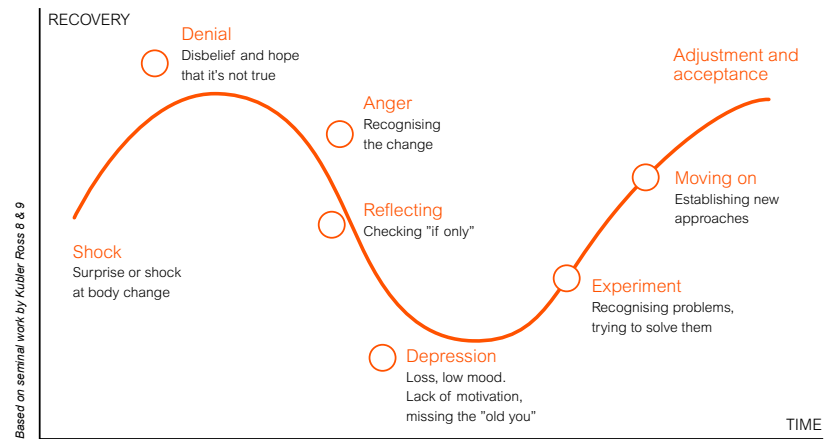 RECOVERY
Denial
Disbelief and hope
that it's not true
Anger
Recognising
the change
Reflecting
Checking "if only"
Shock
Surprise or shock
at body change
Depression
Loss, low mood.
Lack of motivation,
missing the "old you"
Experiment
Recognising problems,
trying to solve them
Moving on
Establishing new
approaches
Adjustment and
acceptance
TIME
Based on seminal work by Kubler Ross 8 & 9